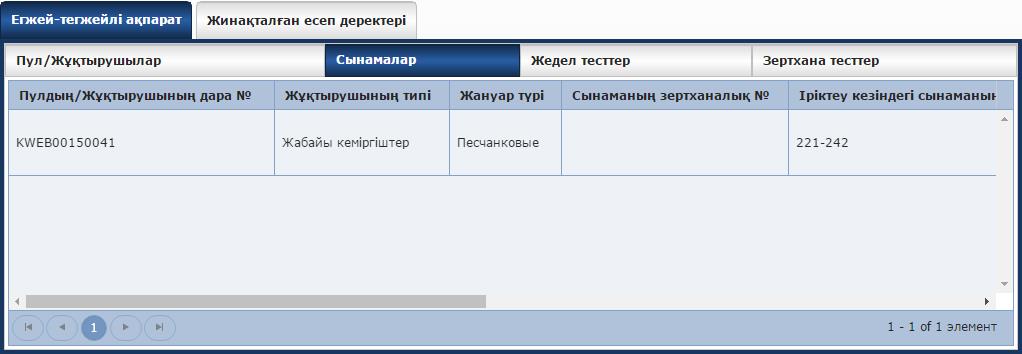 Егжей-тегжейлі ақпарат Жинақталған есеп деректері
Пул/Жұқтырушылар Сынамалар Жедел тесттер Зертхана тесттер
Пулдың/Жұқтырушының дара № Жұқтырушының типі Жануар түрі Сынаманың зертханалық № Іріктеу кезіндегі сынаманың
KWEB00150041 Жабайы кеміргіштер Песчанковые 221-242
1 1 - 1 of 1 элемент